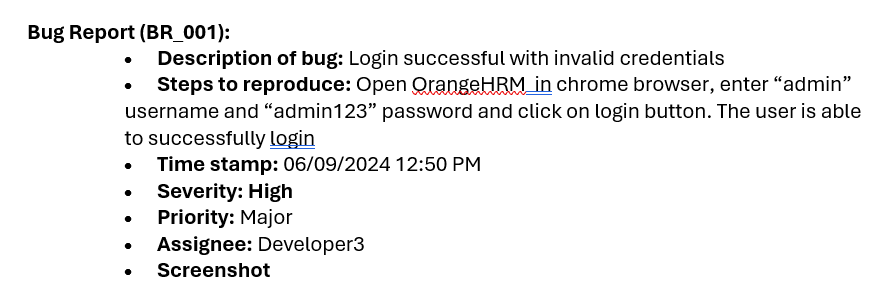 Bug Report (BR_001):
• Description of bug: Login successful with invalid credentials
• Steps to reproduce: Open OrangeHRM in chrome browser, enter “admin”
username and “admin123” password and click on login button. The user is able
to successfully login
• Time stamp: 06/09/2024 12:50 PM
• Severity: High
• Priority: Major
• Assignee: Developer3
• Screenshot